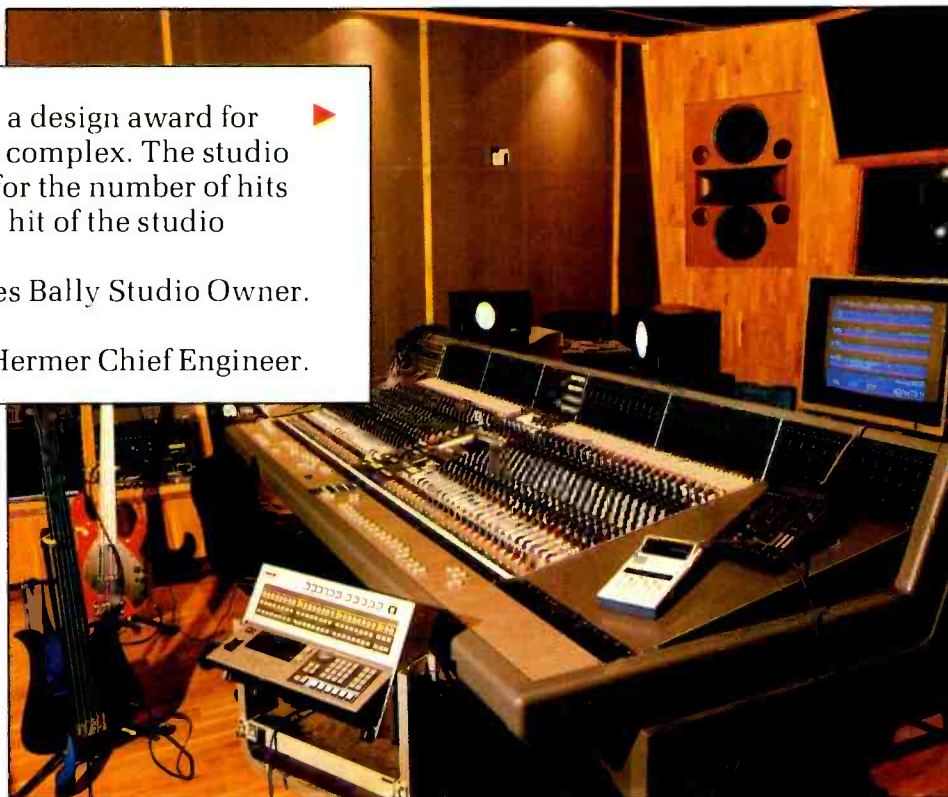 a design award for
complex. The studio
for the number of hits
hit of the studio
es Bally Studio Owner.
Hermer Chief Engineer.